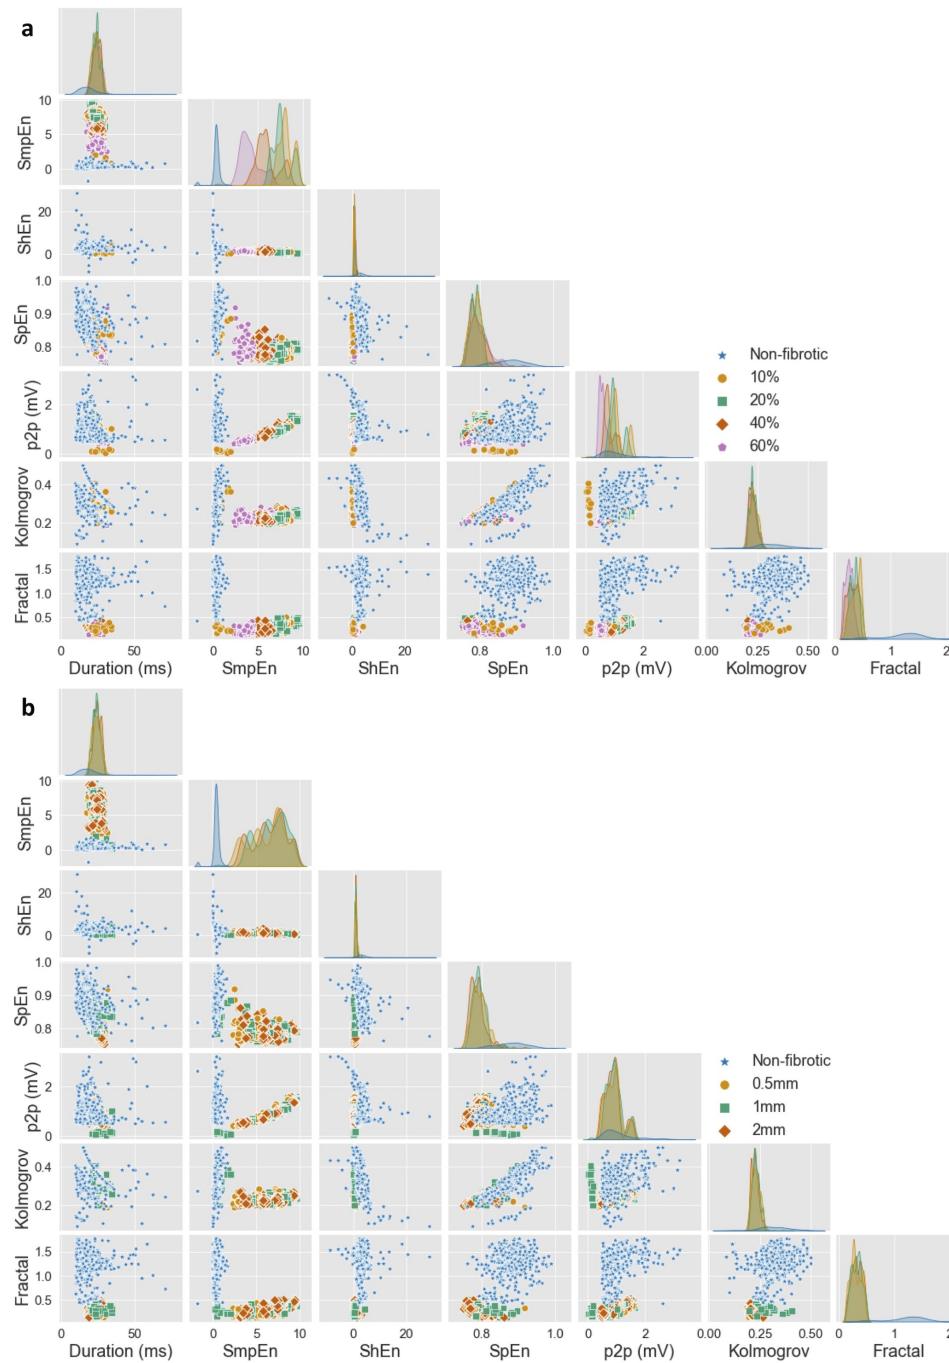 a
SmpEn
10
5
0
ShEn
20
0
SpEn
1.0
0.9
0.8
p2p (mV)
2
0
Kolmogrov
0.4
0.2
Fractal
1.5
1.0
0.5
Non-fibrotic
10%
20%
40%
60%
0 50
0 5 10
0 20
0.8 1.0
0 2
0.00 0.25 0.50
0 1 2
Duration (ms) SmpEn ShEn SpEn p2p (mV) Kolmogrov Fractal
b
SmpEn
10
5
0
ShEn
20
0
SpEn
1.0
0.9
0.8
p2p (mV)
2
0
Kolmogrov
0.4
0.2
Fractal
1.5
1.0
0.5
Non-fibrotic
0.5mm
1mm
2mm
0 50
0 5 10
0 20
0.8 1.0
0 2
0.00 0.25 0.50
0 1 2
Duration (ms) SmpEn ShEn SpEn p2p (mV) Kolmogrov Fractal